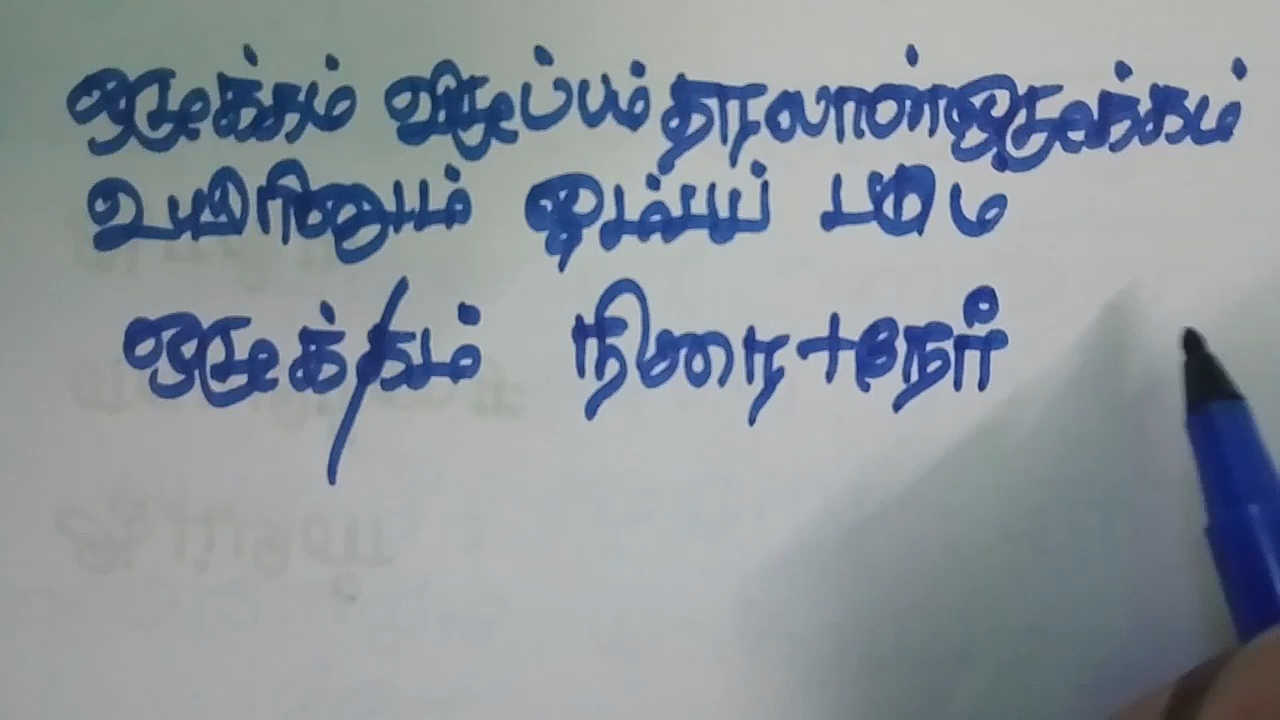 ஒழுக்கம் விழுப்பம் தரலான் ஒழுக்கம்
உயிரினும் ஓம்பப் படும்
ஒழுக்/கம் நிரை+நேர்